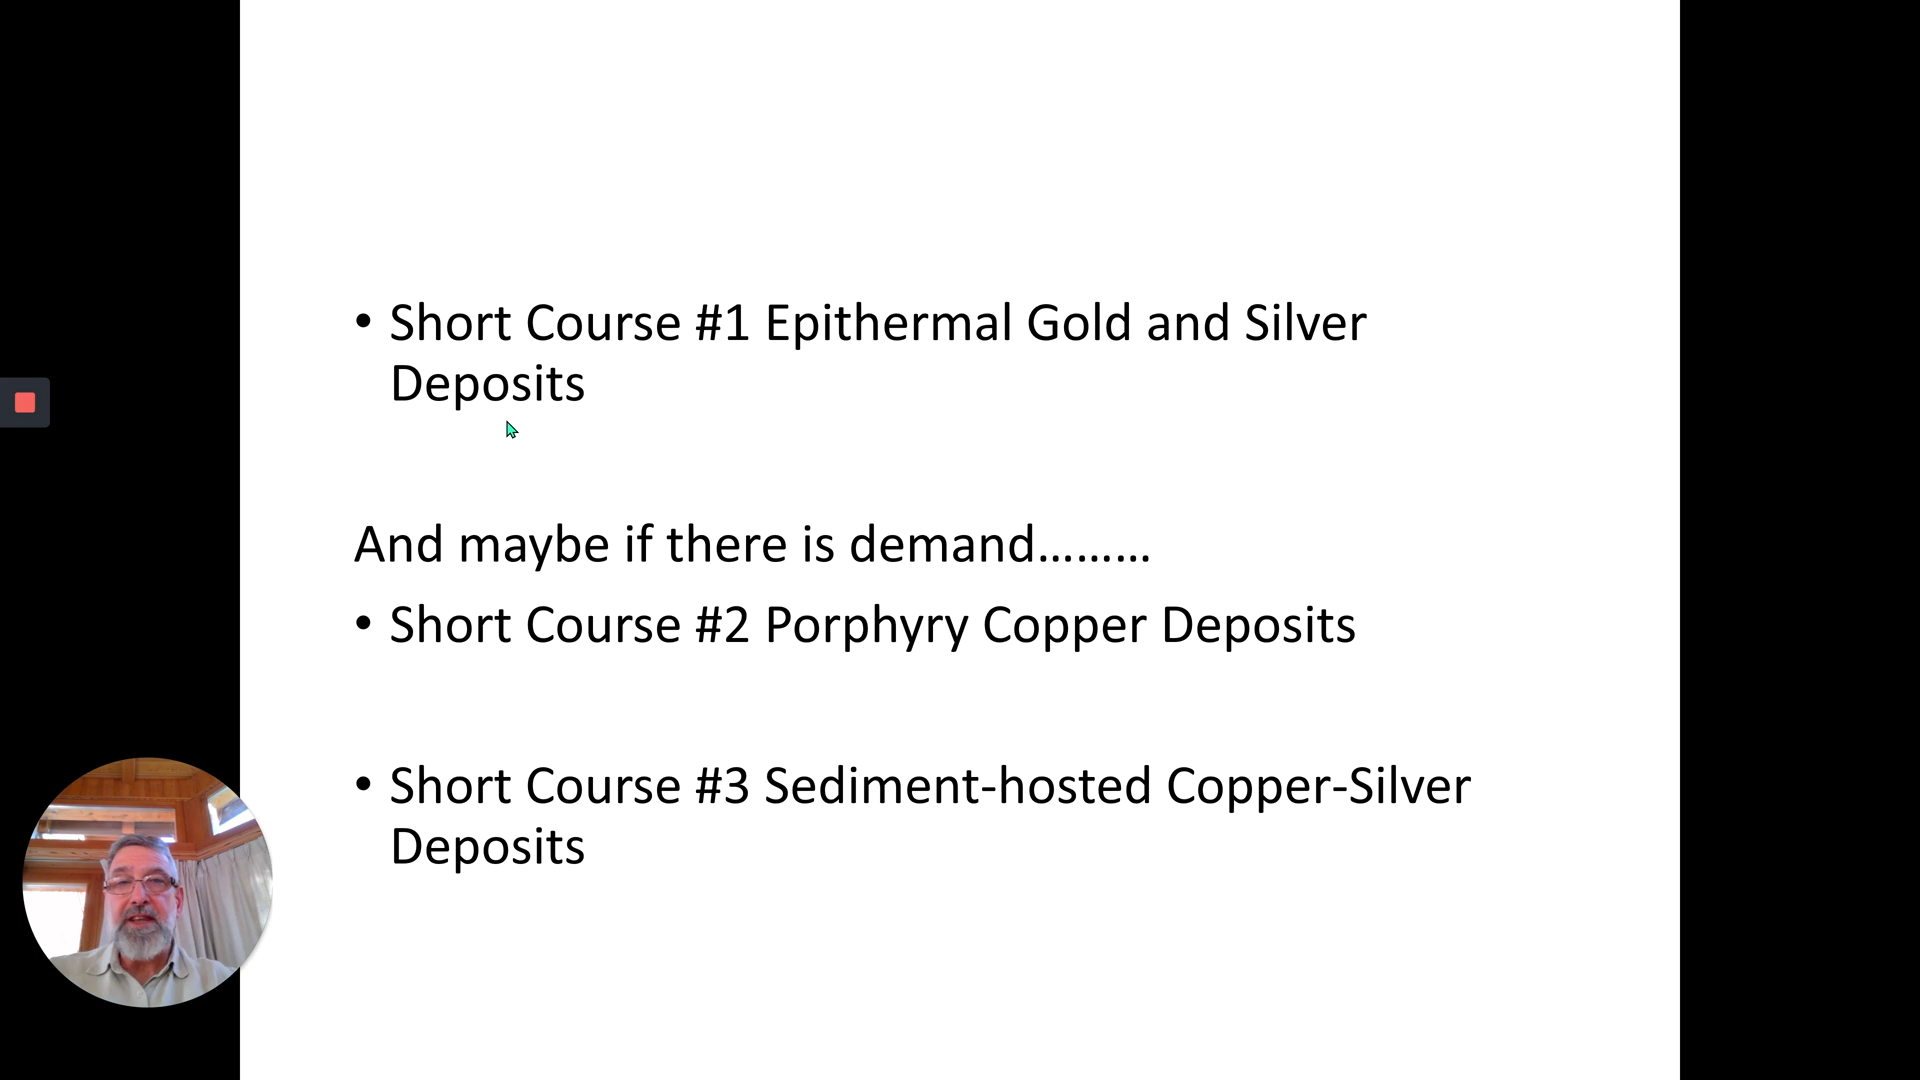 • Short Course #1 Epithermal Gold and Silver
Deposits
And maybe if there is demand.........
• Short Course #2 Porphyry Copper Deposits
• Short Course #3 Sediment-hosted Copper-Silver
Deposits